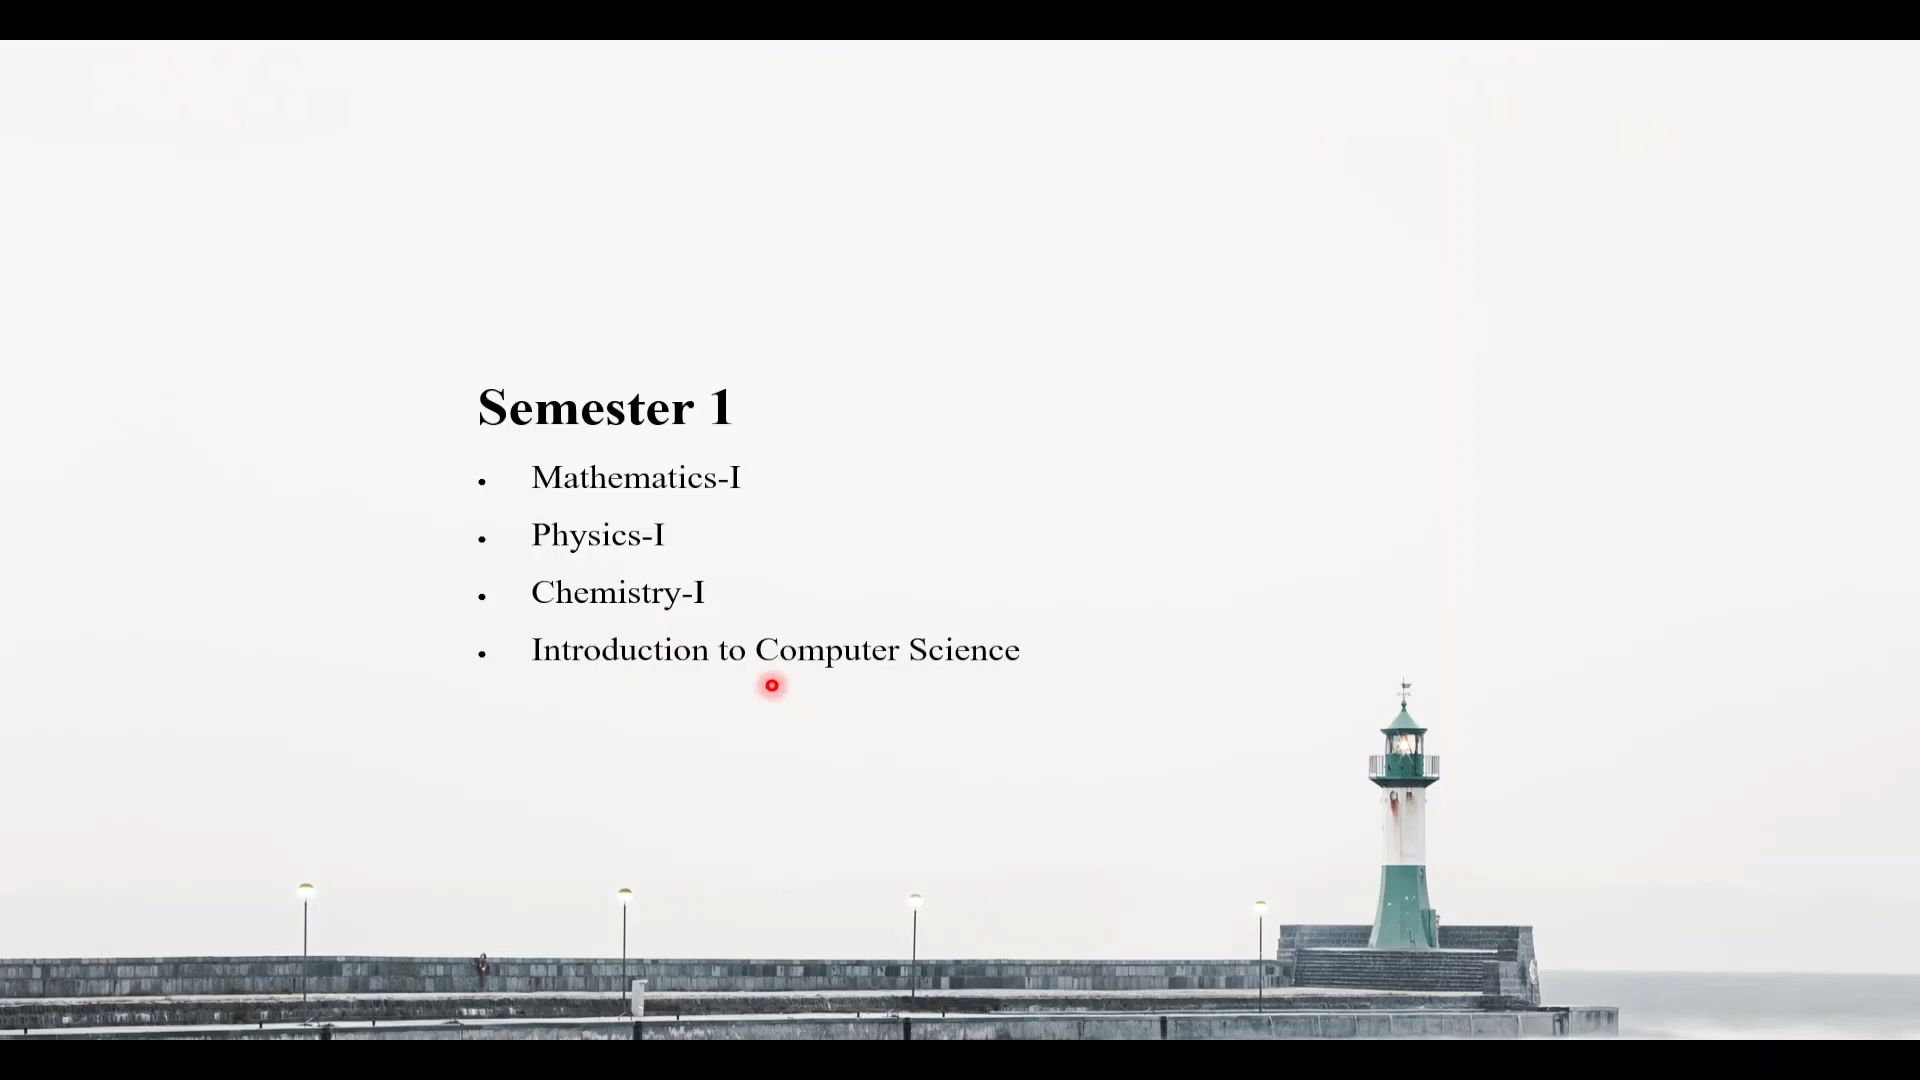 Semester 1
• Mathematics-I
• Physics-I
• Chemistry-I
• Introduction to Computer Science